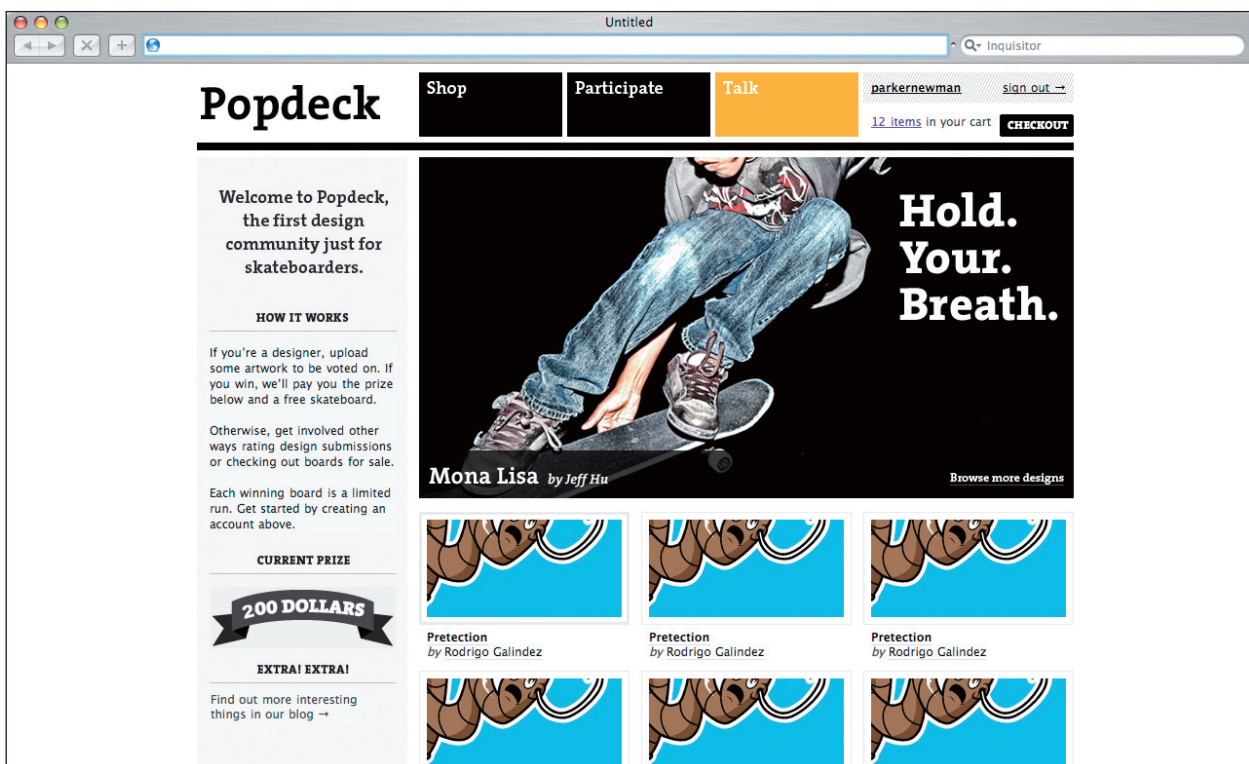 Untitled
Inquisitor
Popdeck
Shop
Participate
Talk
parkernewman
sign out →
12 items in your cart
CHECKOUT
Welcome to Popdeck,
the first design
community just for
skateboarders.
HOW IT WORKS
If you're a designer, upload
some artwork to be voted on. If
you win, we'll pay you the prize
below and a free skateboard.
Otherwise, get involved other
ways rating design submissions
or checking out boards for sale.
Each winning board is a limited
run. Get started by creating an
account above.
CURRENT PRIZE
200 DOLLARS
EXTRA! EXTRA!
Find out more interesting
things in our blog →
Hold.
Your.
Breath.
Mona Lisa by Jeff Hu
Browse more designs
Pretection
by Rodrigo Galindez
Pretection
by Rodrigo Galindez
Pretection
by Rodrigo Galindez